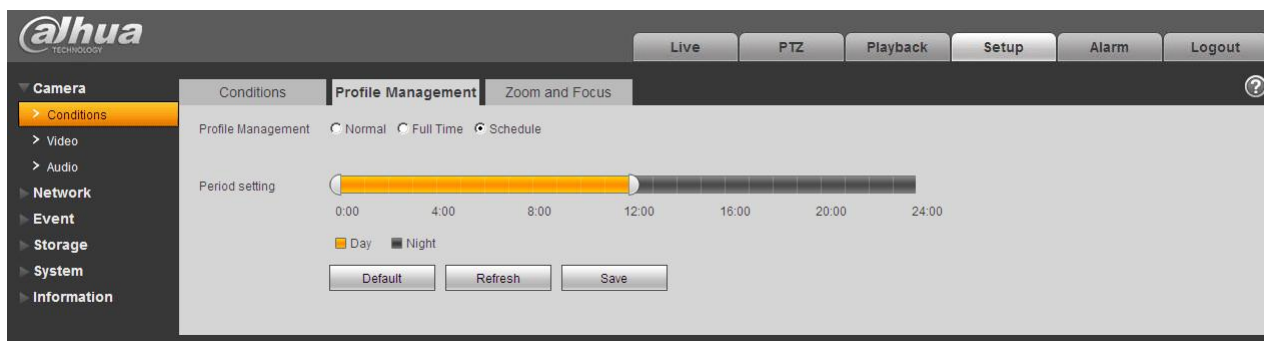 alhua
TECHNOLOGY
Live PTZ Playback Setup Alarm Logout
Camera
> Conditions
> Video
> Audio
Network
Event
Storage
System
Information
Conditions Profile Management Zoom and Focus
?
Profile Management Normal Full Time Schedule
Period setting
0:00 4:00 8:00 12:00 16:00 20:00 24:00
Day Night
Default Refresh Save